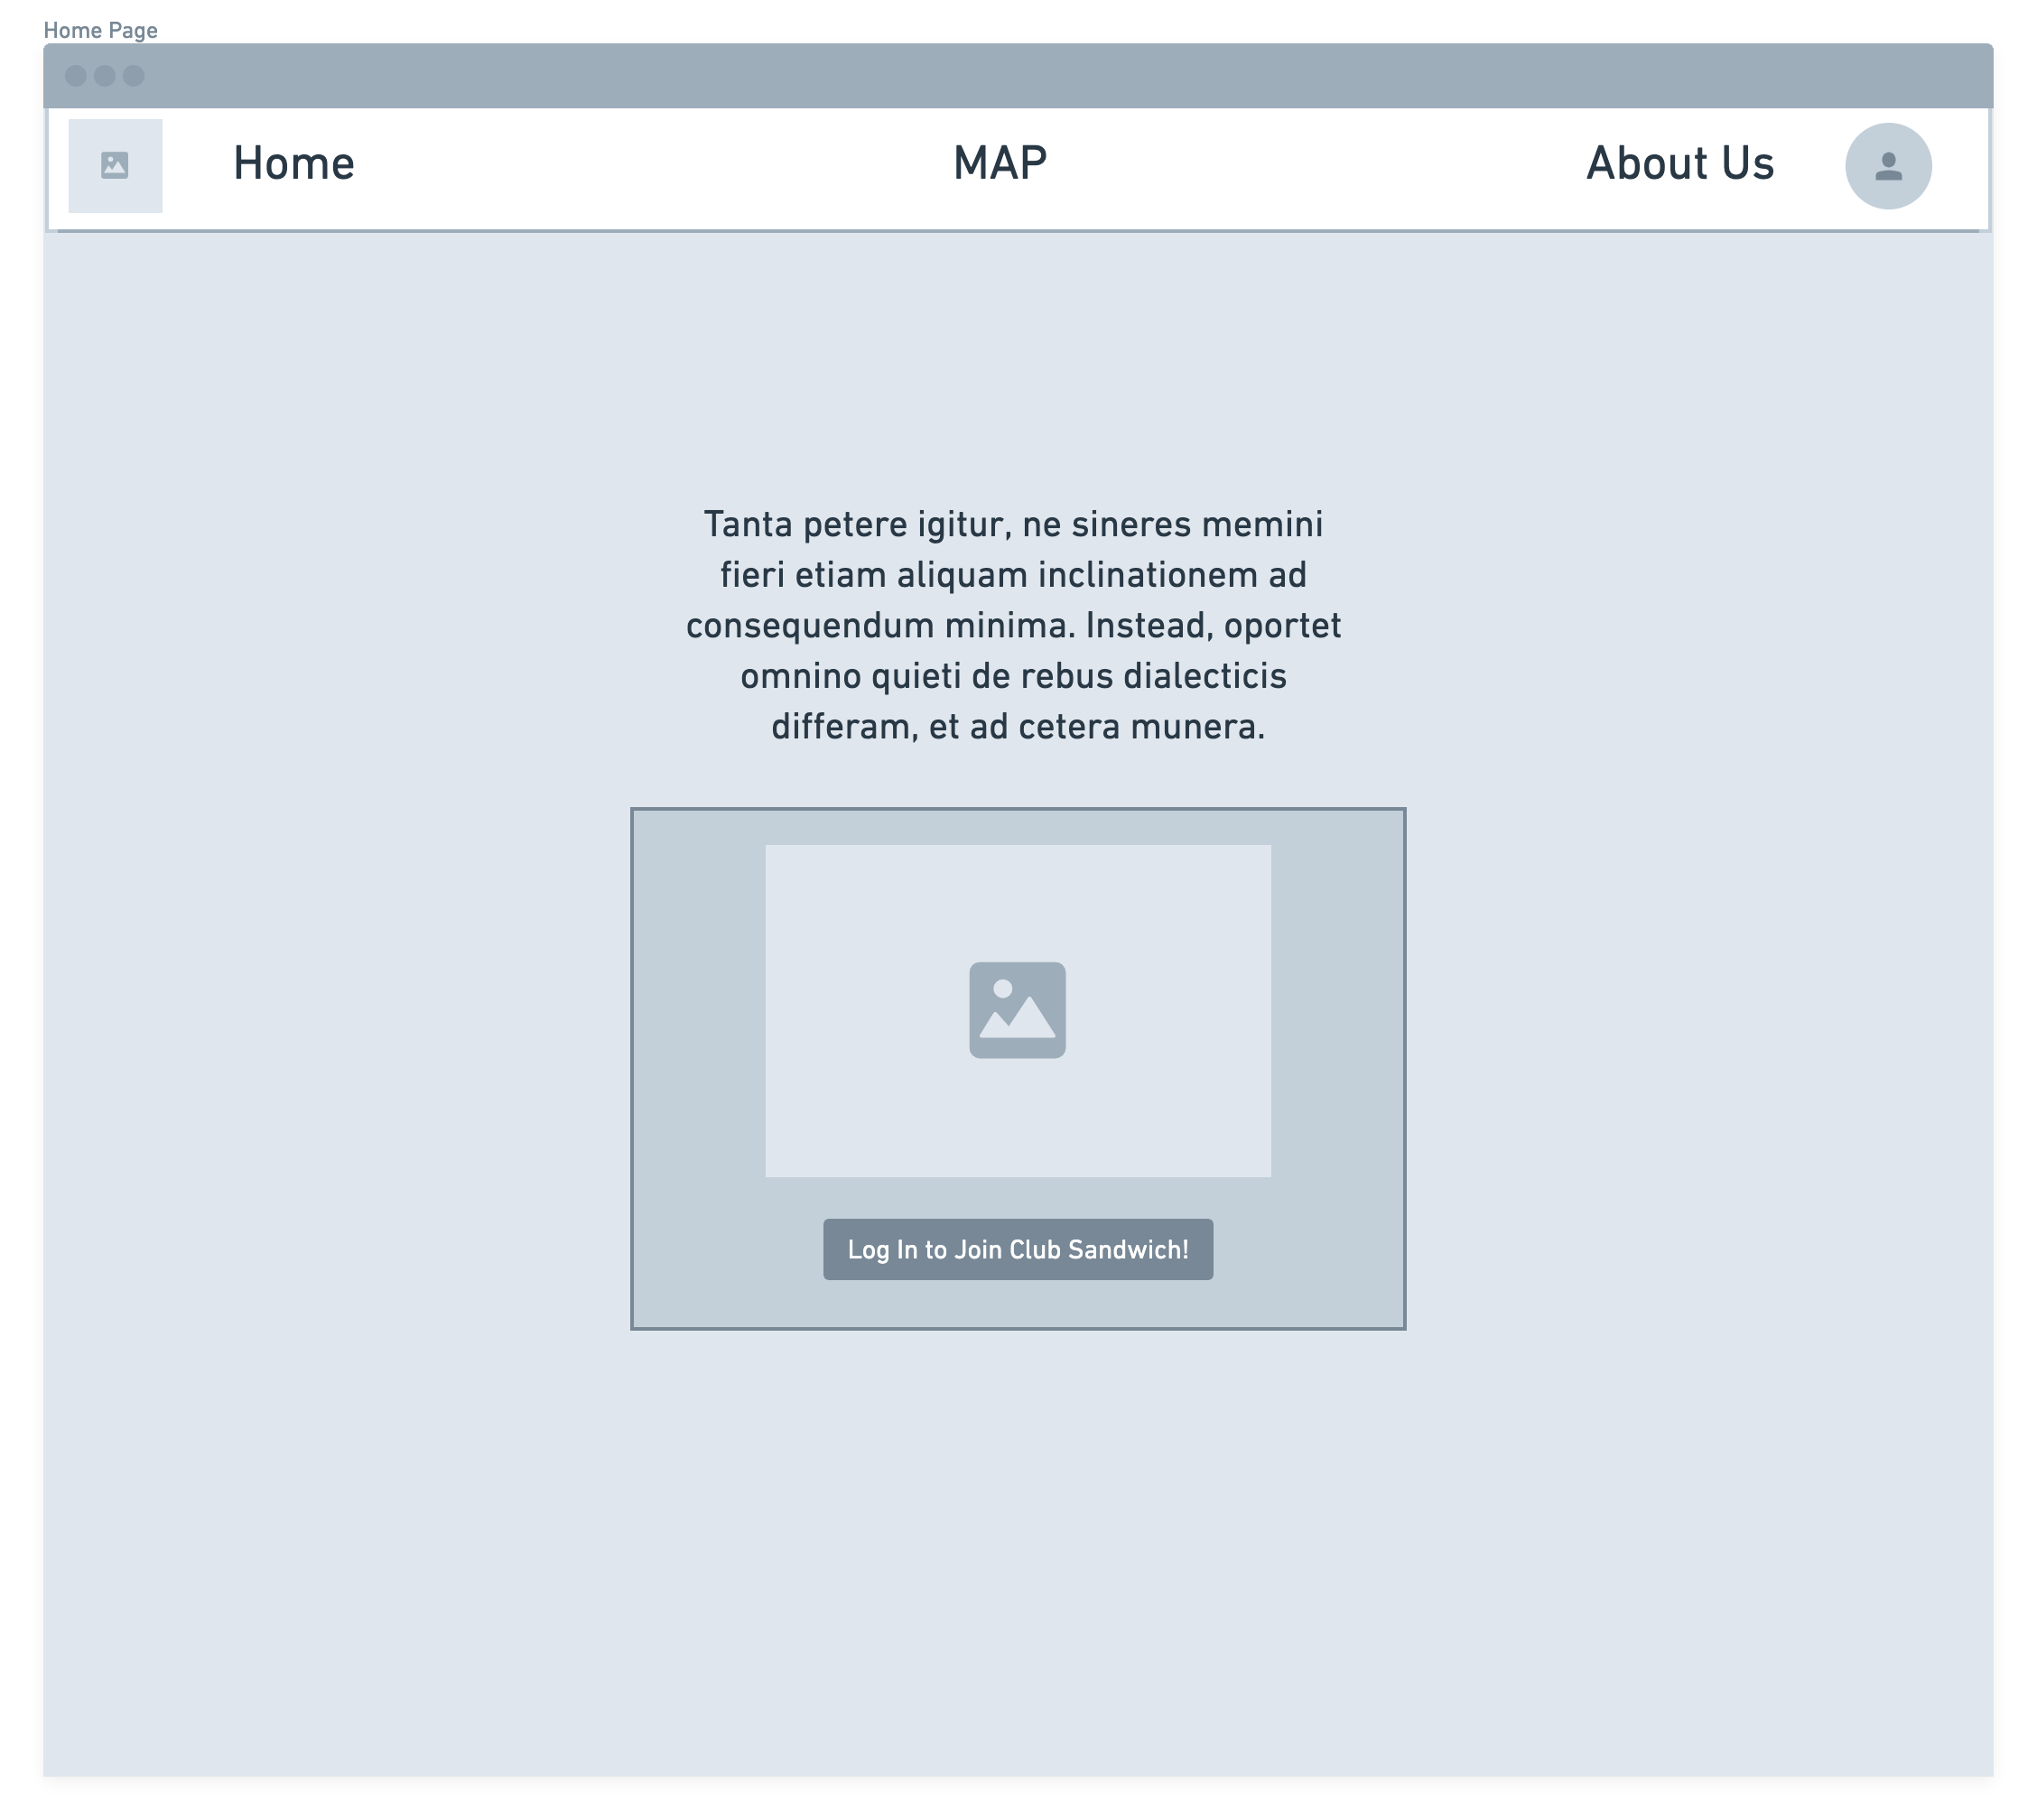 Home Page
Home
MAP
About Us
Tanta petere igitur, ne sineres memini
fieri etiam aliquam inclinationem ad
consequendum minima. Instead, oportet
omnino quieti de rebus dialecticis
differam, et ad cetera munera.
Log In to Join Club Sandwich!